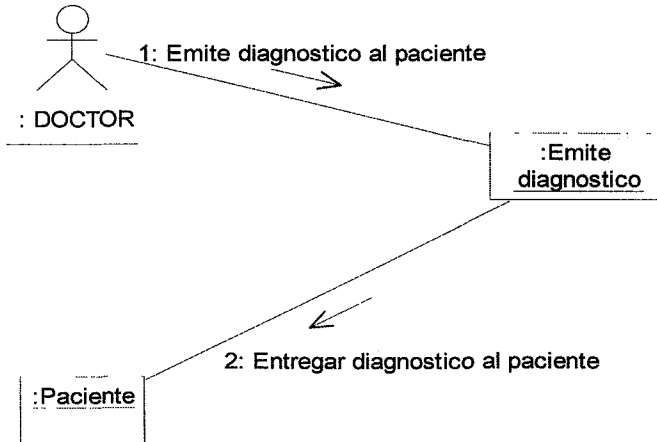 1: Emite diagnostico al paciente
: DOCTOR
:Emite
diagnostico
2: Entregar diagnostico al paciente
:Paciente